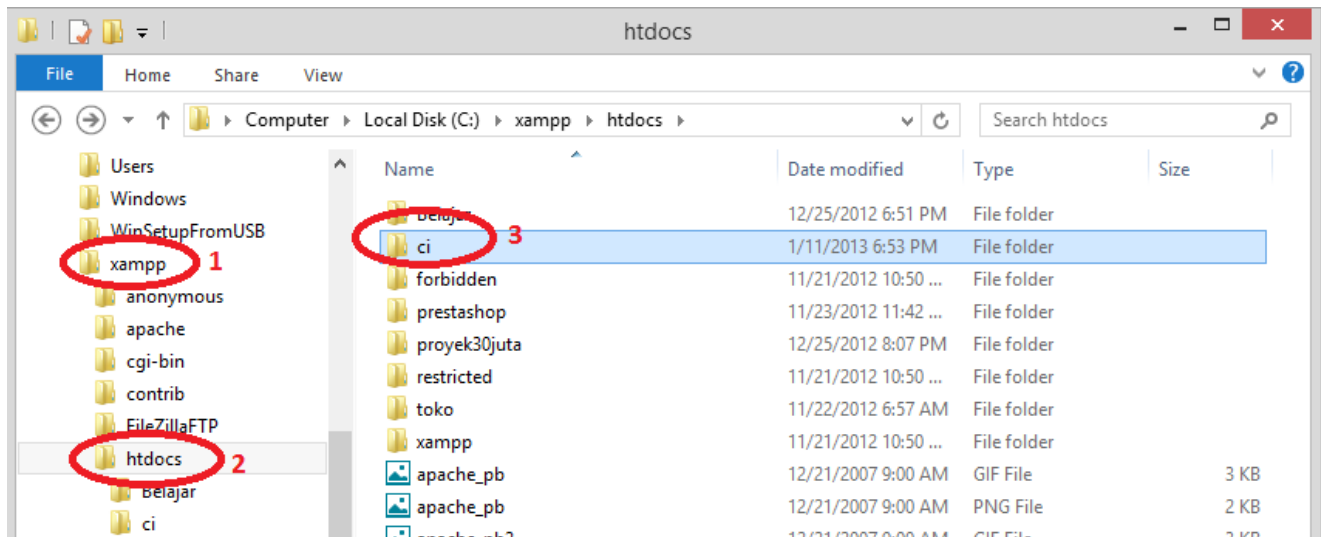 htdocs
File Home Share View
Computer Local Disk (C:) xampp htdocs Search htdocs
Users
Windows
WinSetupFromUSB
xampp 1
anonymous
apache
cgi-bin
contrib
FileZillaFTP
htdocs 2
Belajar
ci
Name Date modified Type Size
Belajar 12/25/2012 6:51 PM File folder
ci 3 1/11/2013 6:53 PM File folder
forbidden 11/21/2012 10:50 ... File folder
prestashop 11/23/2012 11:42 ... File folder
proyek30juta 12/25/2012 8:07 PM File folder
restricted 11/21/2012 10:50 ... File folder
toko 11/22/2012 6:57 AM File folder
xampp 11/21/2012 10:50 ... File folder
apache_pb 12/21/2007 9:00 AM GIF File 3 KB
apache_pb 12/21/2007 9:00 AM PNG File 2 KB